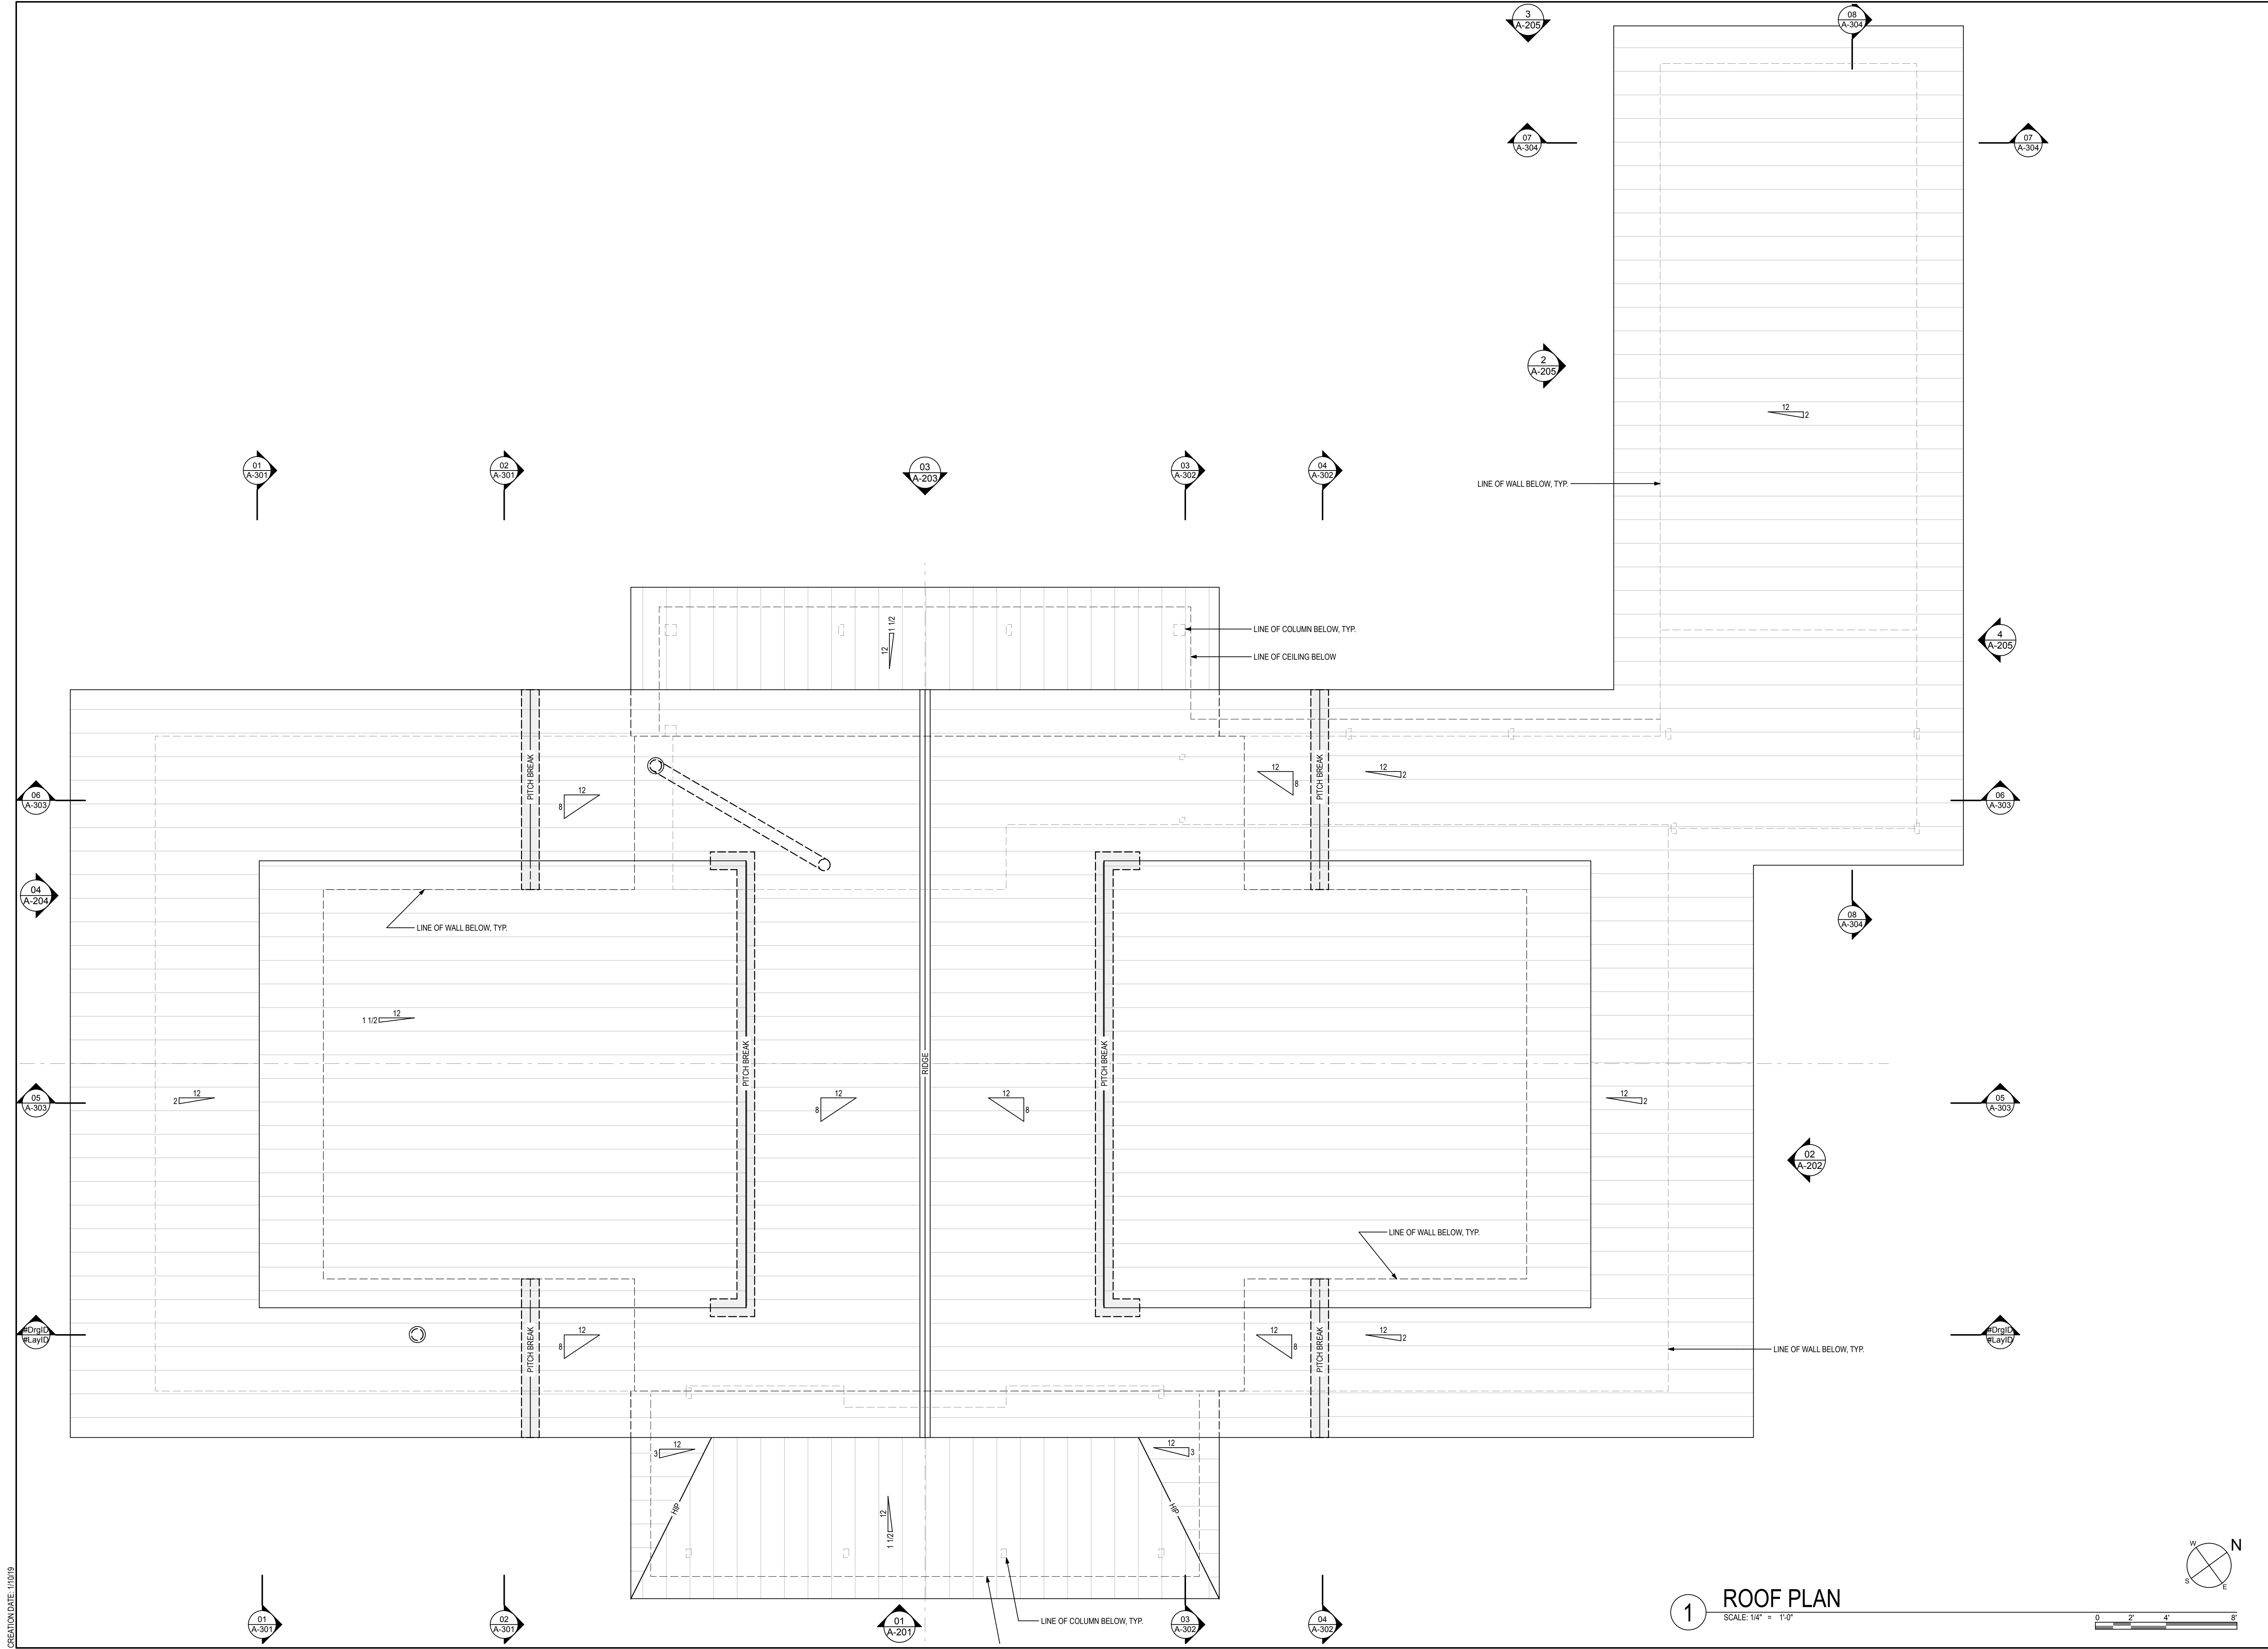 3
A-205
08
A-304
07
A-304
07
A-304
2
A-205
12
2
01
A-301
02
A-301
03
A-203
03
A-302
04
A-302
LINE OF WALL BELOW, TYP.
12
1 1/2
LINE OF COLUMN BELOW, TYP.
LINE OF CEILING BELOW
4
A-205
PITCH BREAK
12
8
12
8
PITCH BREAK
12
2
06
A-303
06
A-303
04
A-204
LINE OF WALL BELOW, TYP.
08
A-304
12
1 1/2
PITCH BREAK
RIDGE
PITCH BREAK
05
A-303
12
2
12
8
12
8
12
2
05
A-303
02
A-202
LINE OF WALL BELOW, TYP.
#DrgID
#LayID
12
8
PITCH BREAK
12
8
PITCH BREAK
12
2
#DrgID
#LayID
LINE OF WALL BELOW, TYP.
12
3
12
3
HIP
HIP
12
1 1/2
01
A-301
02
A-301
01
A-201
LINE OF COLUMN BELOW, TYP.
03
A-302
04
A-302
1
ROOF PLAN
SCALE: 1/4" = 1'-0"
W
N
S
E
0 2' 4' 8'
CREATION DATE: 1/10/19